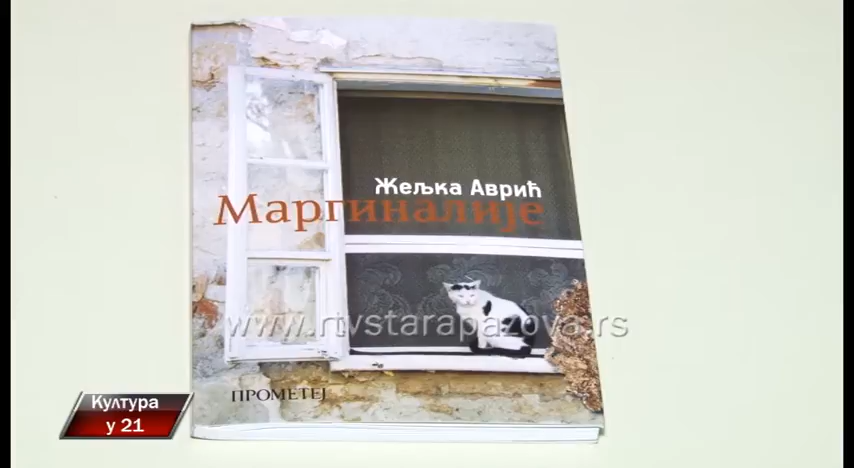 Жељка Аврић
Маргиналије
www.rtvstarapazova.rs
ПРОМЕТЕЈ
Култура
у 21